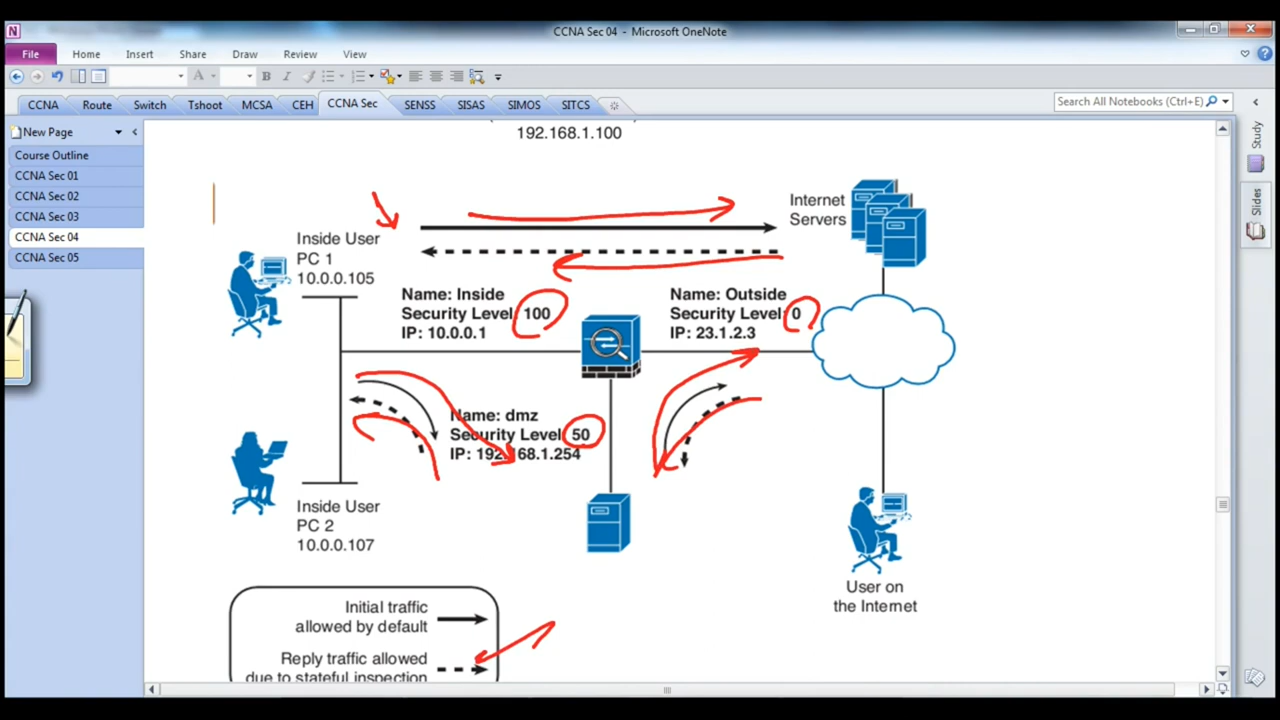 CCNA Sec 04 - Microsoft OneNote
File Home Insert Share Draw Review View
CCNA Route Switch Tshoot MCSA CEH CCNA Sec SENSS SISAS SIMOS SITCS
Search All Notebooks (Ctrl+E)
New Page
Course Outline
CCNA Sec 01
CCNA Sec 02
CCNA Sec 03
CCNA Sec 04
CCNA Sec 05
Study
Slides
192.168.1.100
Internet
Servers
Inside User
PC 1
10.0.0.105
Name: Inside
Security Level: 100
IP: 10.0.0.1
Name: Outside
Security Level: 0
IP: 23.1.2.3
Name: dmz
Security Level: 50
IP: 192.168.1.254
Inside User
PC 2
10.0.0.107
User on
the Internet
Initial traffic
allowed by default
Reply traffic allowed
due to stateful inspection